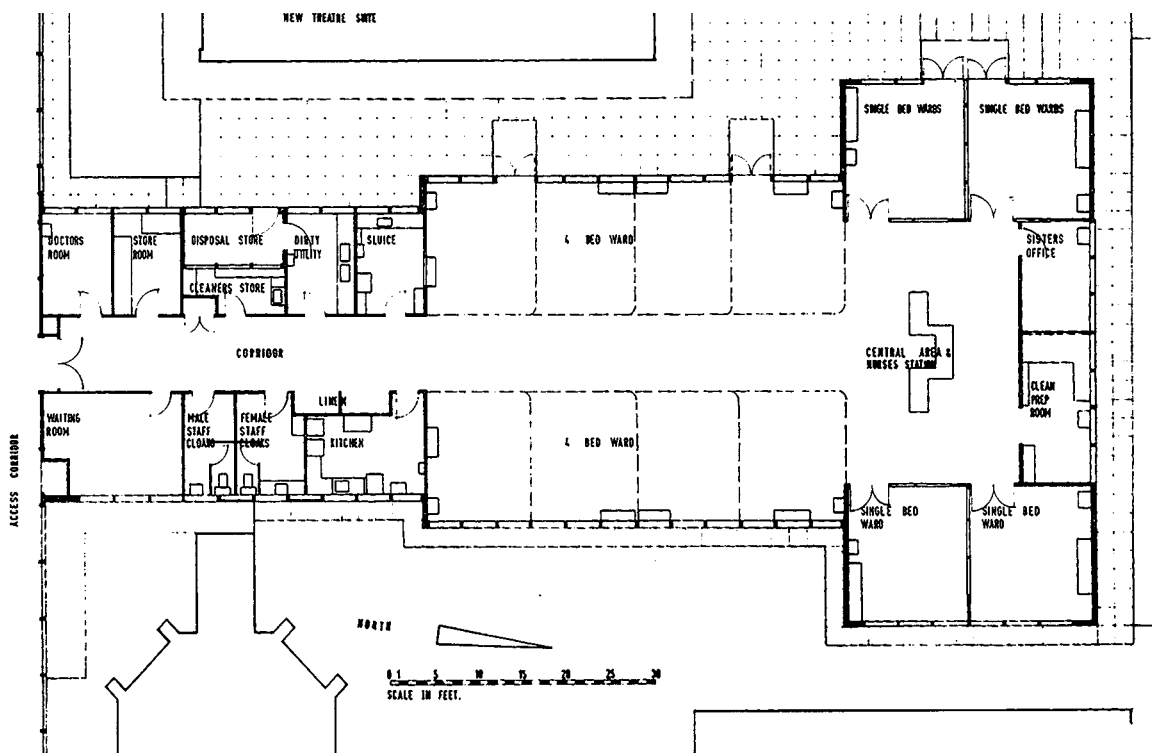 NEW THEATRE SUITE
SINGLE BED WARDS
SINGLE BED WARDS
DOCTORS
ROOM
STORE
ROOM
DISPOSAL STORE
DIRTY
UTILITY
SLUICE
4 BED WARD
SISTERS
OFFICE
CLEANERS STORE
CORRIDOR
CENTRAL AREA &
NURSES STATION
CLEAN
PREP
ROOM
WAITING
ROOM
MALE
STAFF
CLOAKS
FEMALE
STAFF
CLOAKS
LINEN
KITCHEN
4 BED WARD
ACCESS CORRIDOR
SINGLE BED
WARD
SINGLE BED
WARD
NORTH
0 1 5 10 15 20 25 30
SCALE IN FEET.